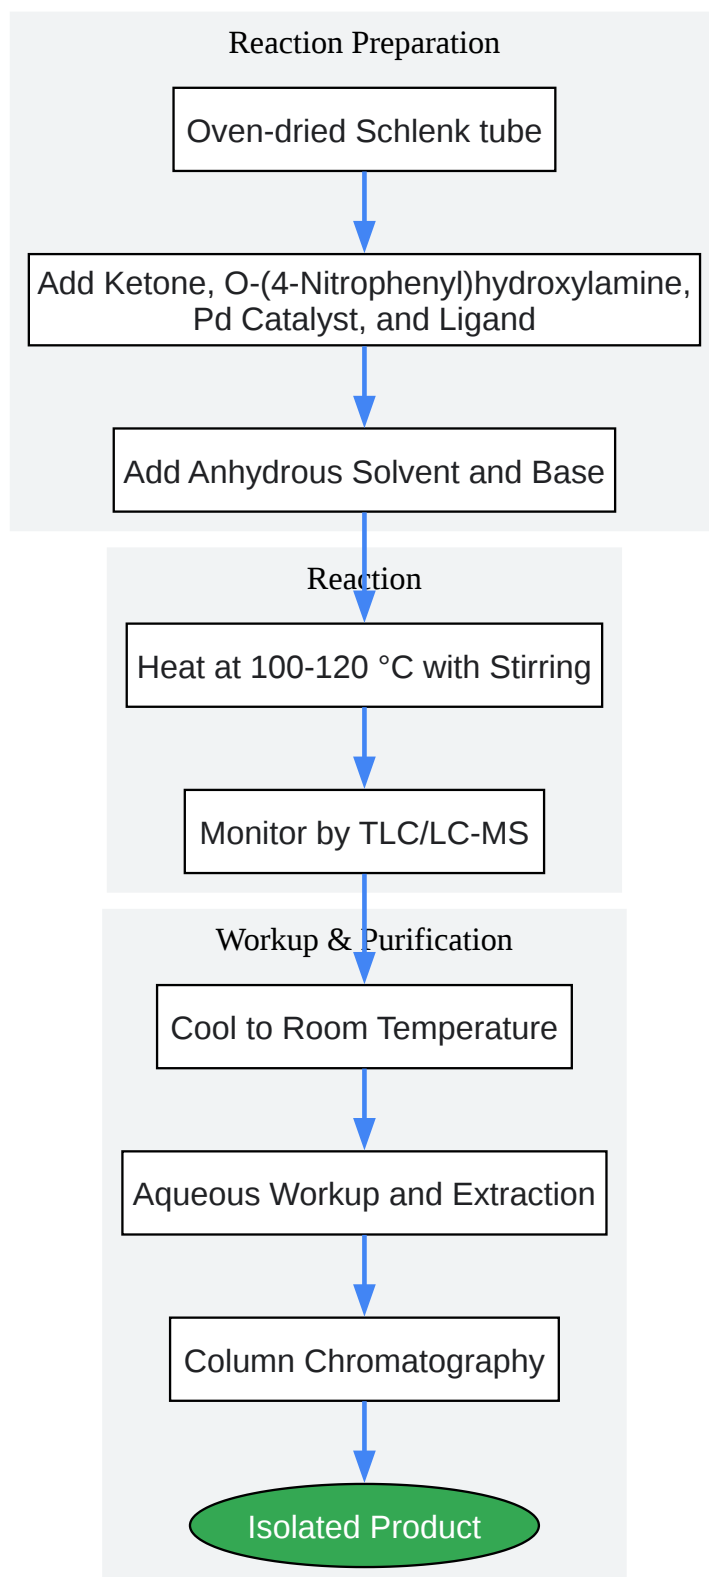 Reaction Preparation
Oven-dried Schlenk tube
Add Ketone, O-(4-Nitrophenyl)hydroxylamine,
Pd Catalyst, and Ligand
Add Anhydrous Solvent and Base
Reaction
Heat at 100-120 °C with Stirring
Monitor by TLC/LC-MS
Workup & Purification
Cool to Room Temperature
Aqueous Workup and Extraction
Column Chromatography
Isolated Product